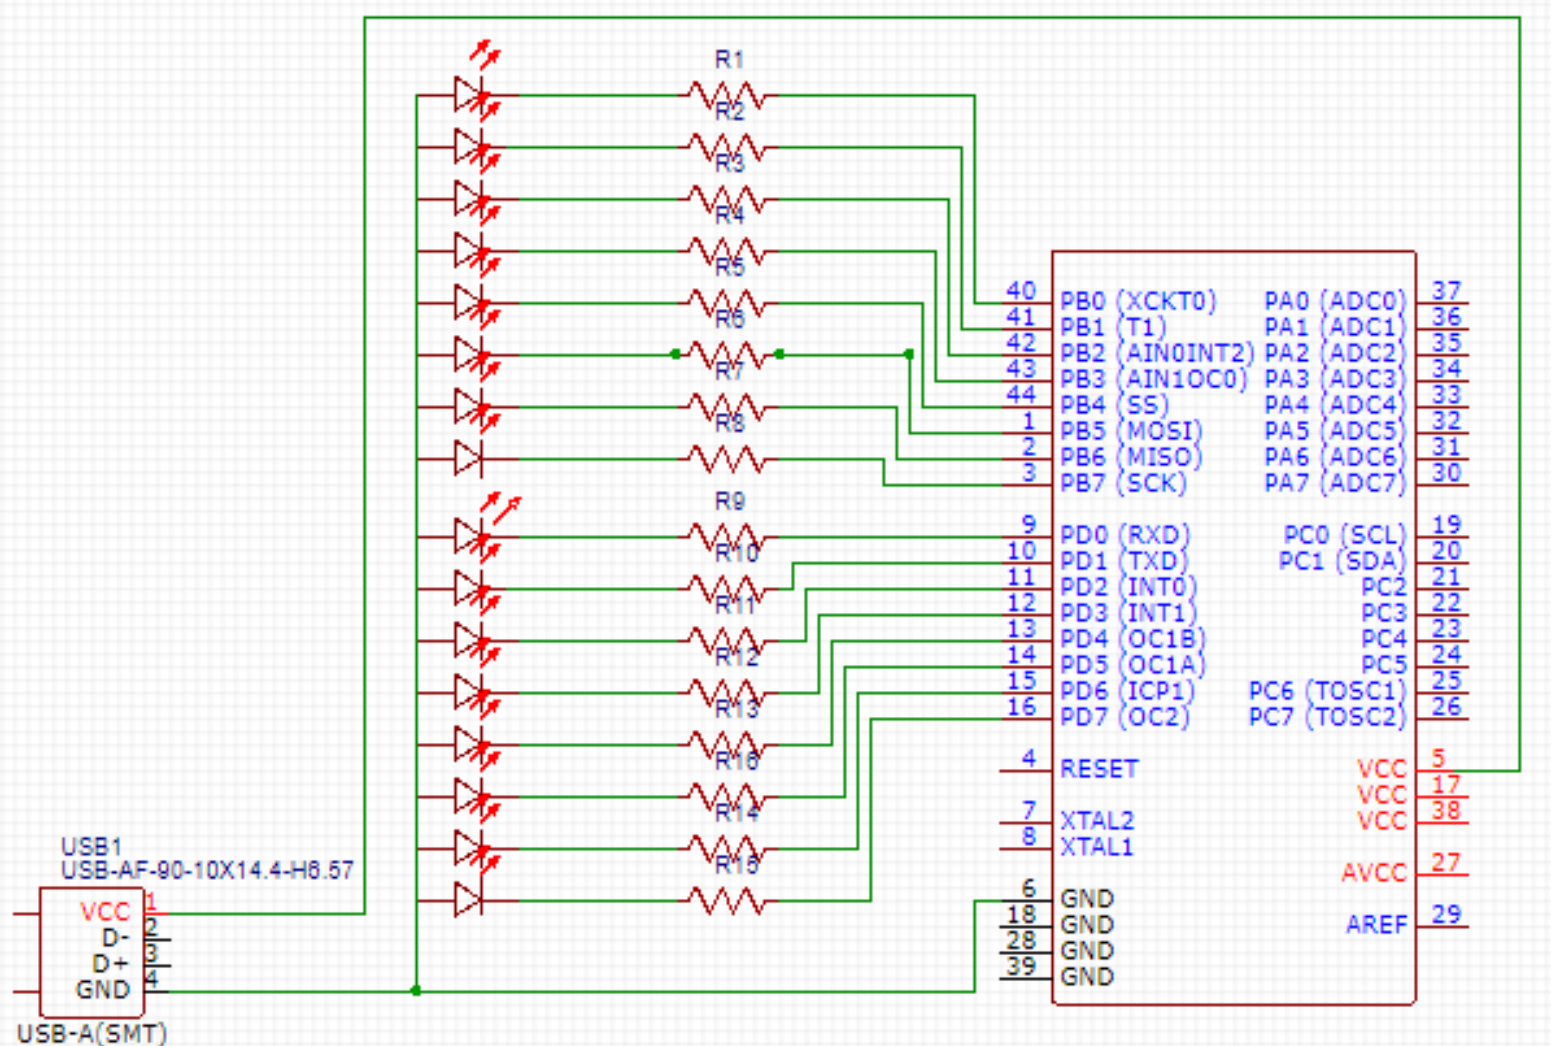 R1
R2
R3
R4
R5
R6
R7
R8
R9
R10
R11
R12
R13
R16
R14
R15
40 PB0 (XCKT0) PA0 (ADC0) 37
41 PB1 (T1) PA1 (ADC1) 36
42 PB2 (AIN0INT2) PA2 (ADC2) 35
43 PB3 (AIN1OC0) PA3 (ADC3) 34
44 PB4 (SS) PA4 (ADC4) 33
1 PB5 (MOSI) PA5 (ADC5) 32
2 PB6 (MISO) PA6 (ADC6) 31
3 PB7 (SCK) PA7 (ADC7) 30
9 PD0 (RXD) PC0 (SCL) 19
10 PD1 (TXD) PC1 (SDA) 20
11 PD2 (INT0) PC2 21
12 PD3 (INT1) PC3 22
13 PD4 (OC1B) PC4 23
14 PD5 (OC1A) PC5 24
15 PD6 (ICP1) PC6 (TOSC1) 25
16 PD7 (OC2) PC7 (TOSC2) 26
4 RESET VCC 5
VCC 17
7 XTAL2 VCC 38
8 XTAL1
AVCC 27
6 GND
18 GND AREF 29
28 GND
39 GND
USB1
USB-AF-90-10X14.4-H6.57
VCC 1
D- 2
D+ 3
GND 4
USB-A(SMT)